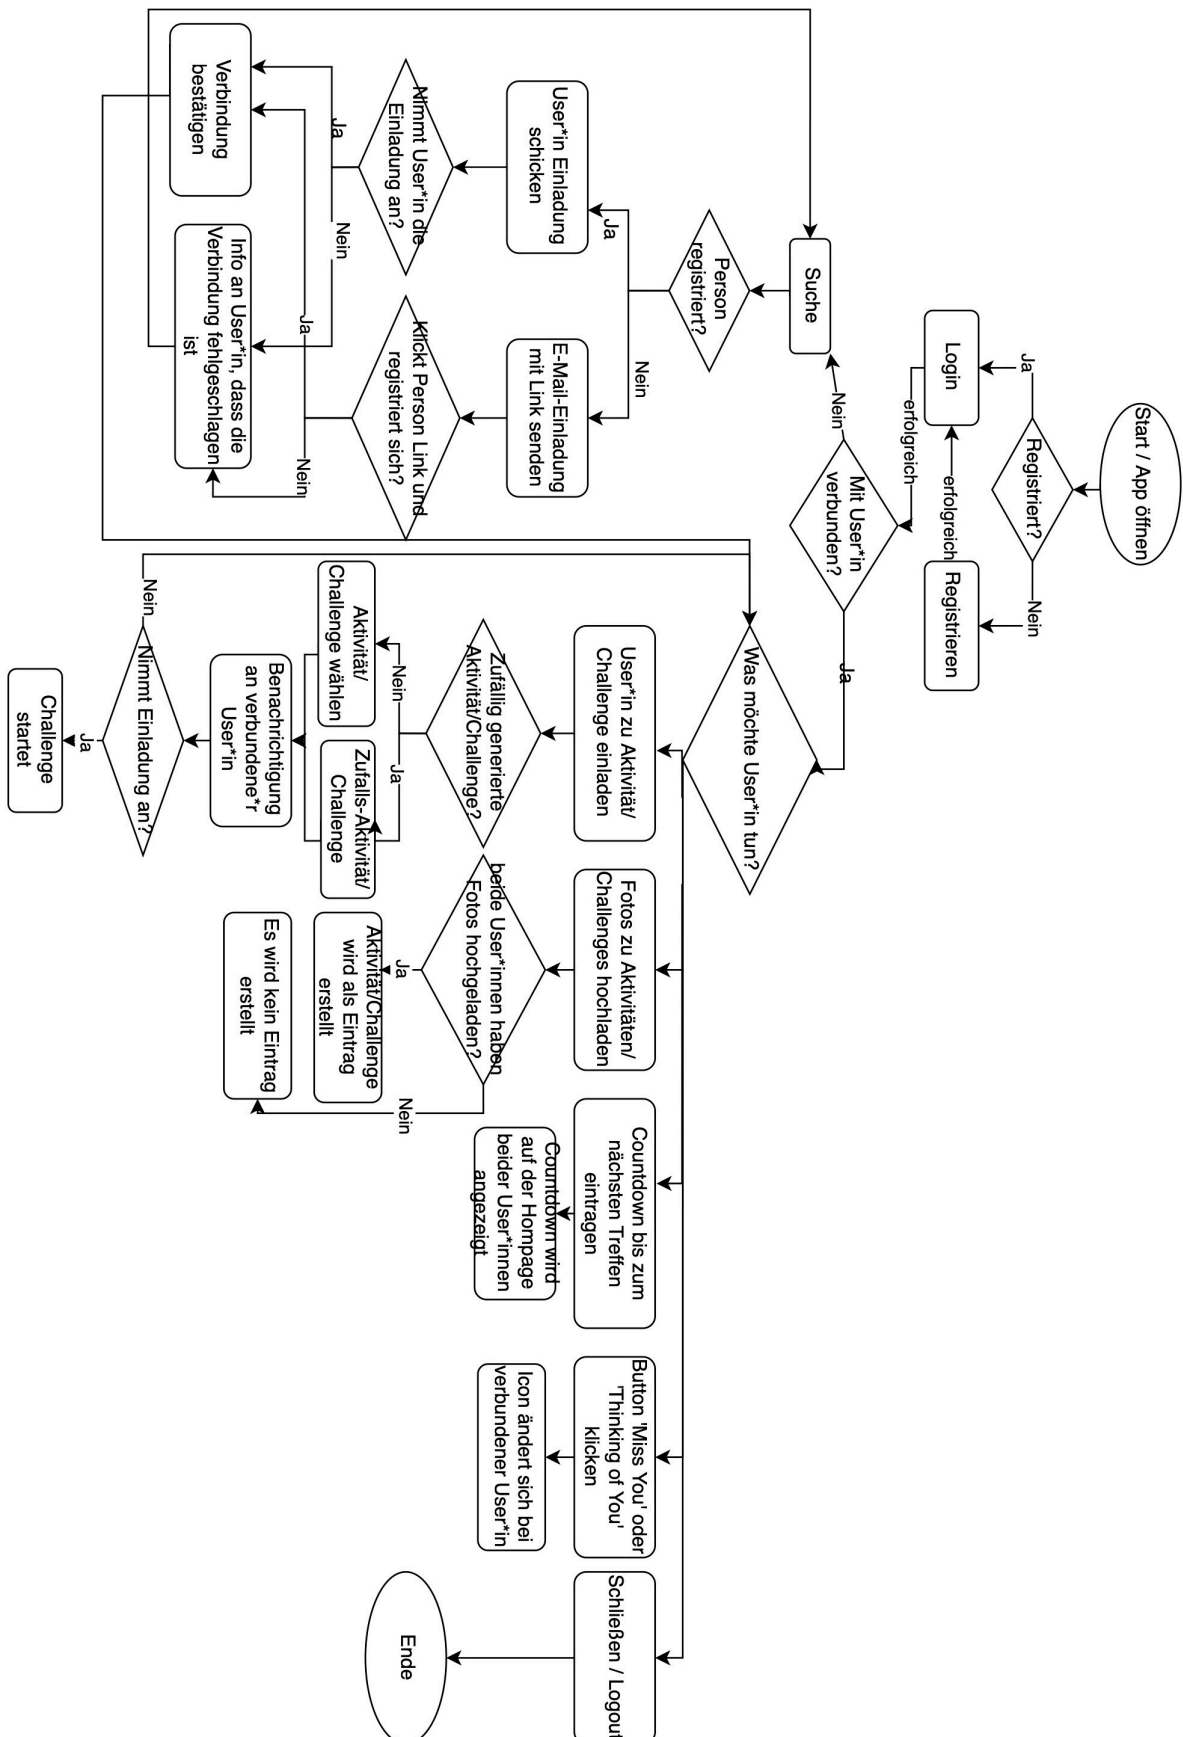 Start / App öffnen
Registriert?
Ja
Nein
Login
erfolgreich
Registrieren
erfolgreich
Mit User*in
verbunden?
Nein
Ja
Suche
Person
registriert?
Ja
Nein
User*in Einladung
schicken
E-Mail-Einladung
mit Link senden
Nimmt User*in die
Einladung an?
Klickt Person Link und
registriert sich?
Ja
Nein
Ja
Nein
Verbindung
bestätigen
Info an User*in, dass die
Verbindung fehlgeschlagen
ist
Was möchte User*in tun?
User*in zu Aktivität/
Challenge einladen
Fotos zu Aktivitäten/
Challenges hochladen
Countdown bis zum
nächsten Treffen
eintragen
Button 'Miss You' oder
'Thinking of You'
klicken
Schließen / Logout
Zufällig generierte
Aktivität/Challenge?
beide User*innen haben
Fotos hochgeladen?
Countdown wird
auf der Hompage
beider User*innen
angezeigt
Icon ändert sich bei
verbundener User*in
Ende
Nein
Ja
Ja
Nein
Aktivität/
Challenge wählen
Zufalls-Aktivität/
Challenge
Aktivität/Challenge
wird als Eintrag
erstellt
Benachrichtigung
an verbundene*r
User*in
Es wird kein Eintrag
erstellt
Nein
Nimmt Einladung an?
Ja
Challenge
startet